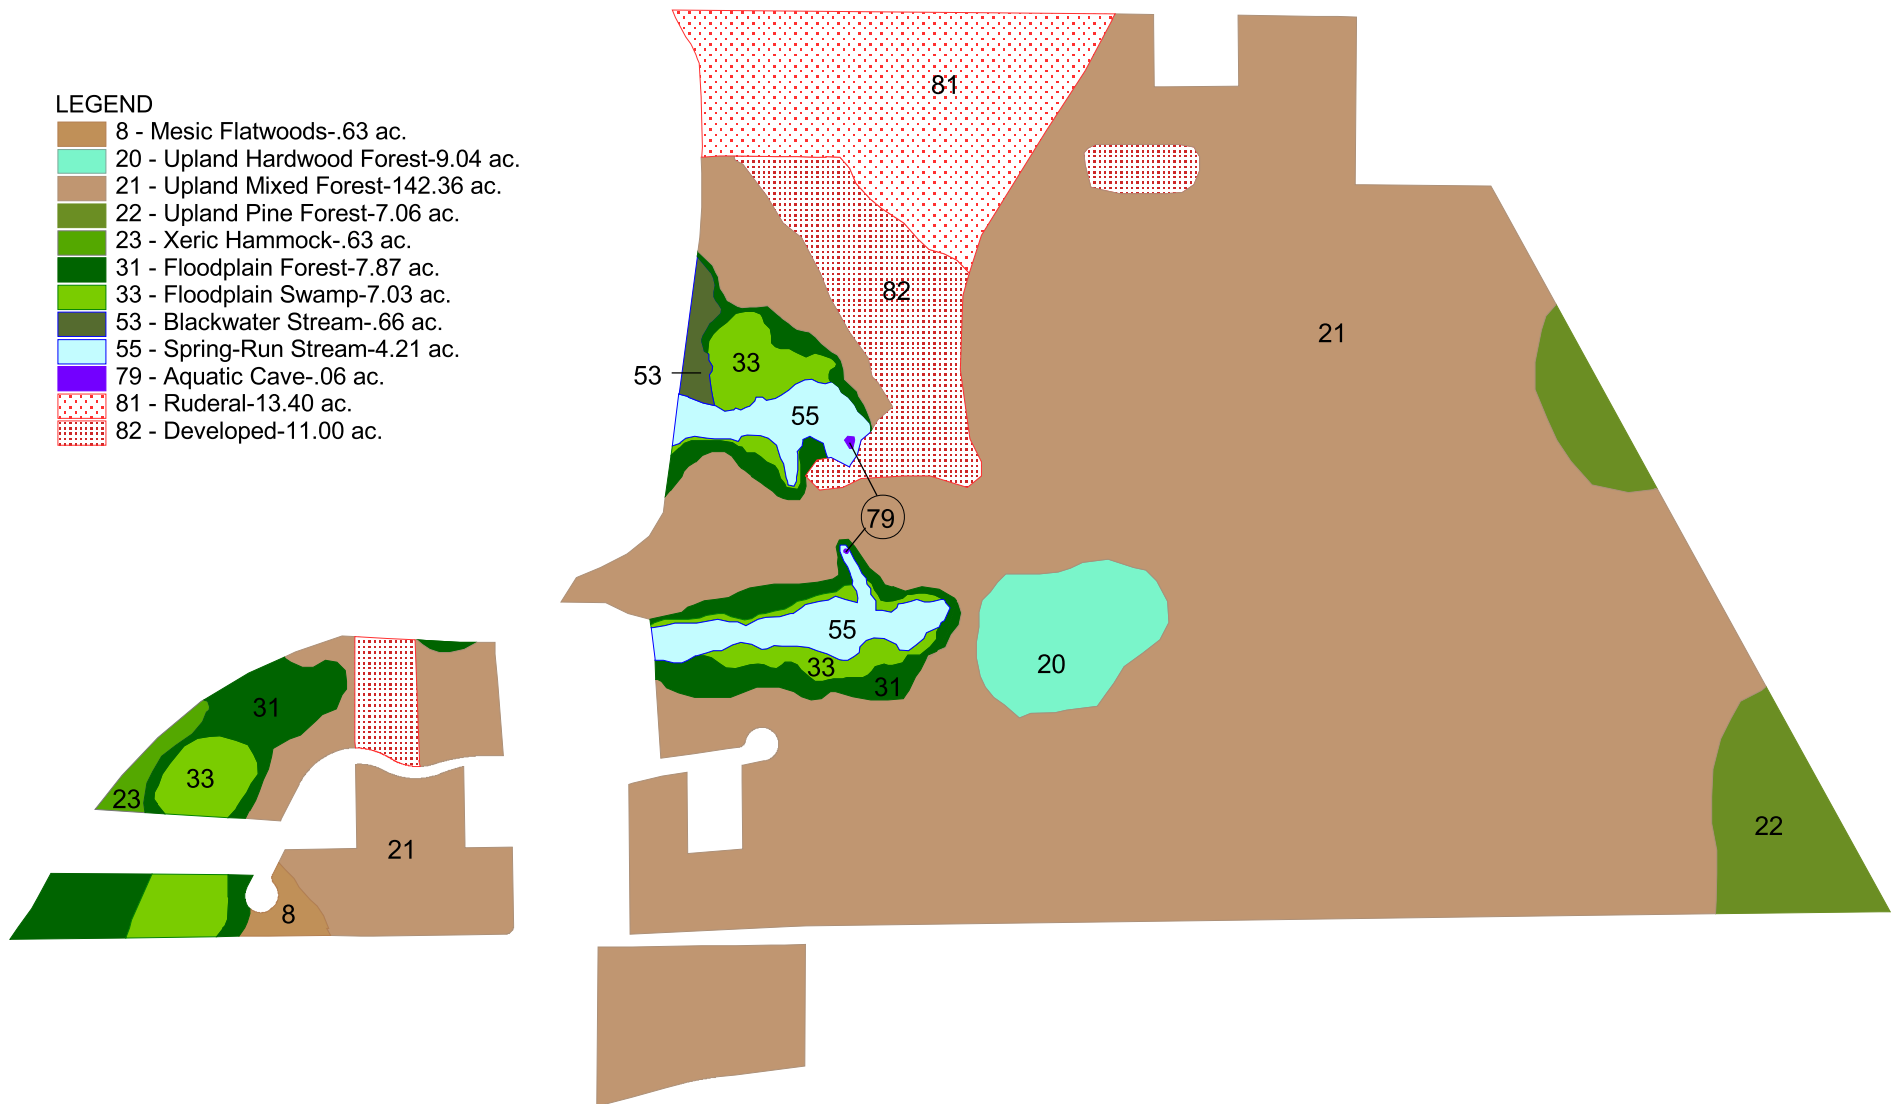 LEGEND
8 - Mesic Flatwoods-.63 ac.
20 - Upland Hardwood Forest-9.04 ac.
21 - Upland Mixed Forest-142.36 ac.
22 - Upland Pine Forest-7.06 ac.
23 - Xeric Hammock-.63 ac.
31 - Floodplain Forest-7.87 ac.
33 - Floodplain Swamp-7.03 ac.
53 - Blackwater Stream-.66 ac.
55 - Spring-Run Stream-4.21 ac.
79 - Aquatic Cave-.06 ac.
81 - Ruderal-13.40 ac.
82 - Developed-11.00 ac.
81
82
21
33
53
55
79
55
20
33
31
31
33
23
22
21
8